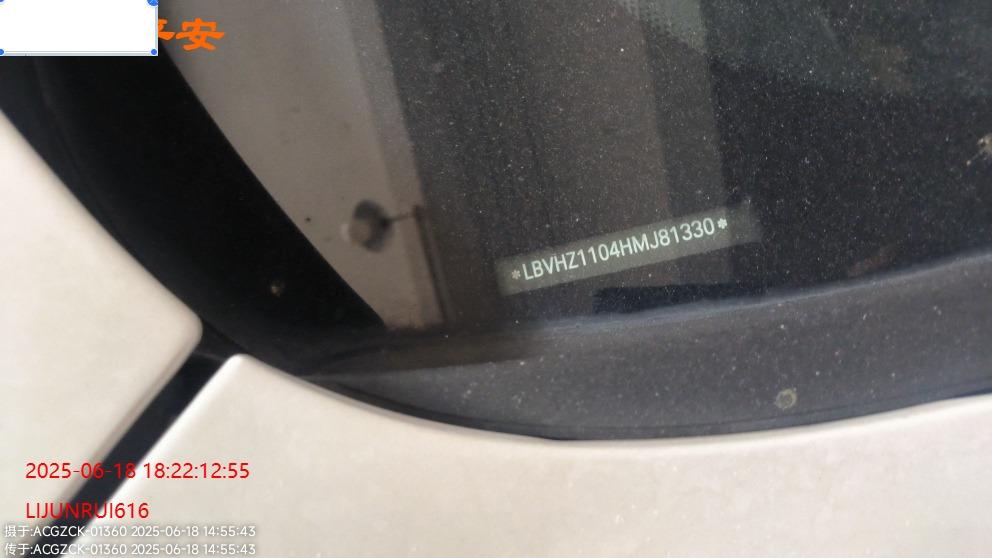 平安
*LBVHZ1104HMJ81330*
2025-06-18 18:22:12:55
LIJUNRUI616
摄于:ACGZCK-01360 2025-06-18 14:55:43
传于:ACGZCK-01360 2025-06-18 14:55:43